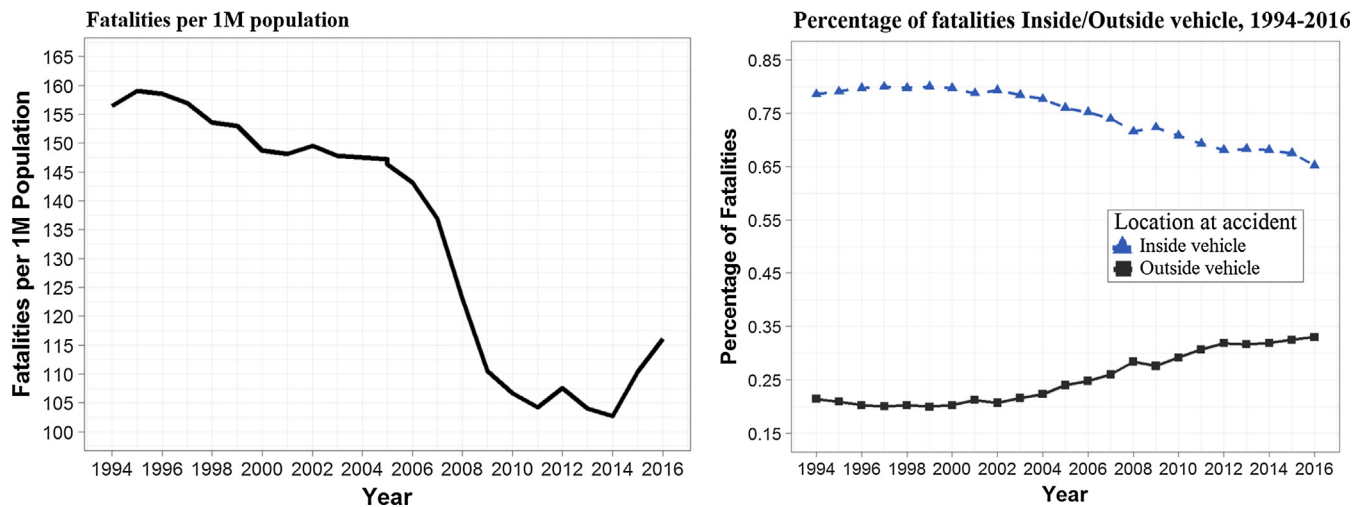 Fatalities per 1M population
165
160
155
150
145
140
135
130
125
120
115
110
105
100
Fatalities per 1M Population
1994 1996 1998 2000 2002 2004 2006 2008 2010 2012 2014 2016
Year
Percentage of fatalities Inside/Outside vehicle, 1994-2016
0.85
0.75
0.65
0.55
0.45
0.35
0.25
0.15
Percentage of Fatalities
Location at accident
Inside vehicle
Outside vehicle
1994 1996 1998 2000 2002 2004 2006 2008 2010 2012 2014 2016
Year